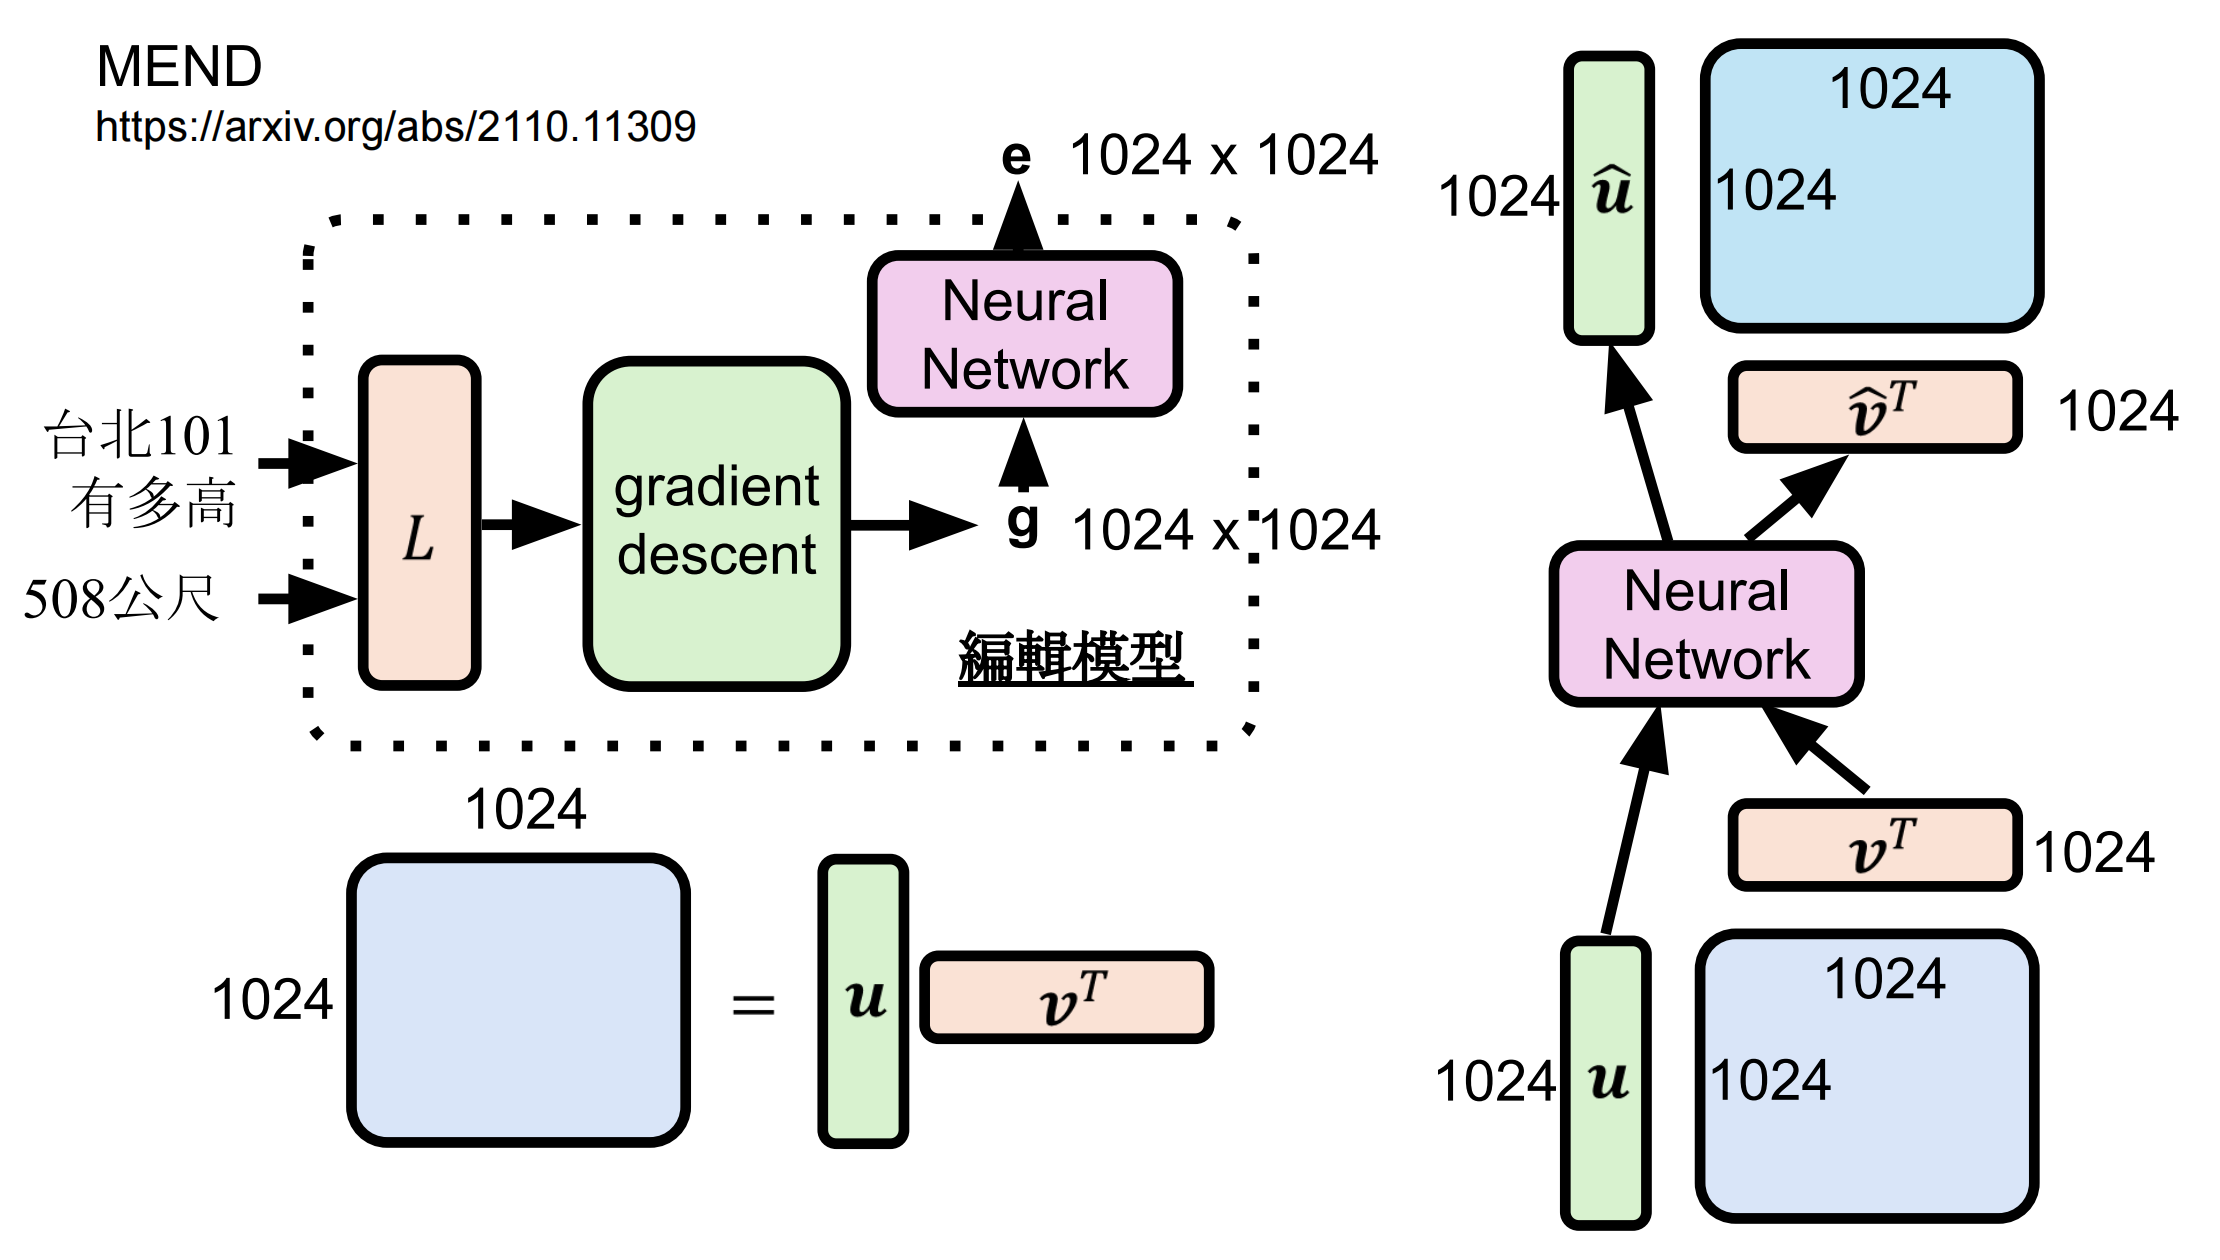 MEND
https://arxiv.org/abs/2110.11309
e 1024 x 1024
Neural
Network
台北101
有多高
508公尺
L
gradient
descent
g 1024 x 1024
編輯模型
1024
1024
=
u
v^T
1024
û
1024
1024
v̂^T
1024
Neural
Network
v^T
1024
1024
u
1024
1024